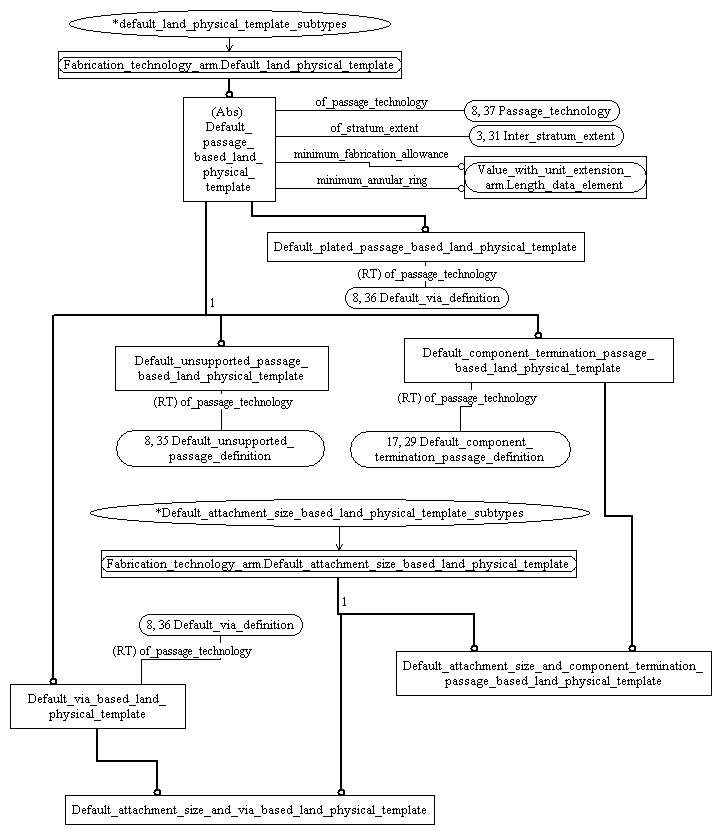 *default_land_physical_template_subtypes
Fabrication_technology_arm.Default_land_physical_template
(Abs)
Default_
passage_
based_land_
physical_
template
of_passage_technology
8, 37 Passage_technology
of_stratum_extent
3, 31 Inter_stratum_extent
minimum_fabrication_allowance
minimum_annular_ring
Value_with_unit_extension_
arm.Length_data_element
Default_plated_passage_based_land_physical_template
(RT) of_passage_technology
8, 36 Default_via_definition
1
Default_unsupported_passage_
based_land_physical_template
(RT) of_passage_technology
8, 35 Default_unsupported_
passage_definition
Default_component_termination_passage_
based_land_physical_template
(RT) of_passage_technology
17, 29 Default_component_
termination_passage_definition
*Default_attachment_size_based_land_physical_template_subtypes
Fabrication_technology_arm.Default_attachment_size_based_land_physical_template
1
8, 36 Default_via_definition
(RT) of_passage_technology
Default_attachment_size_and_component_termination_
passage_based_land_physical_template
Default_via_based_land_
physical_template
Default_attachment_size_and_via_based_land_physical_template